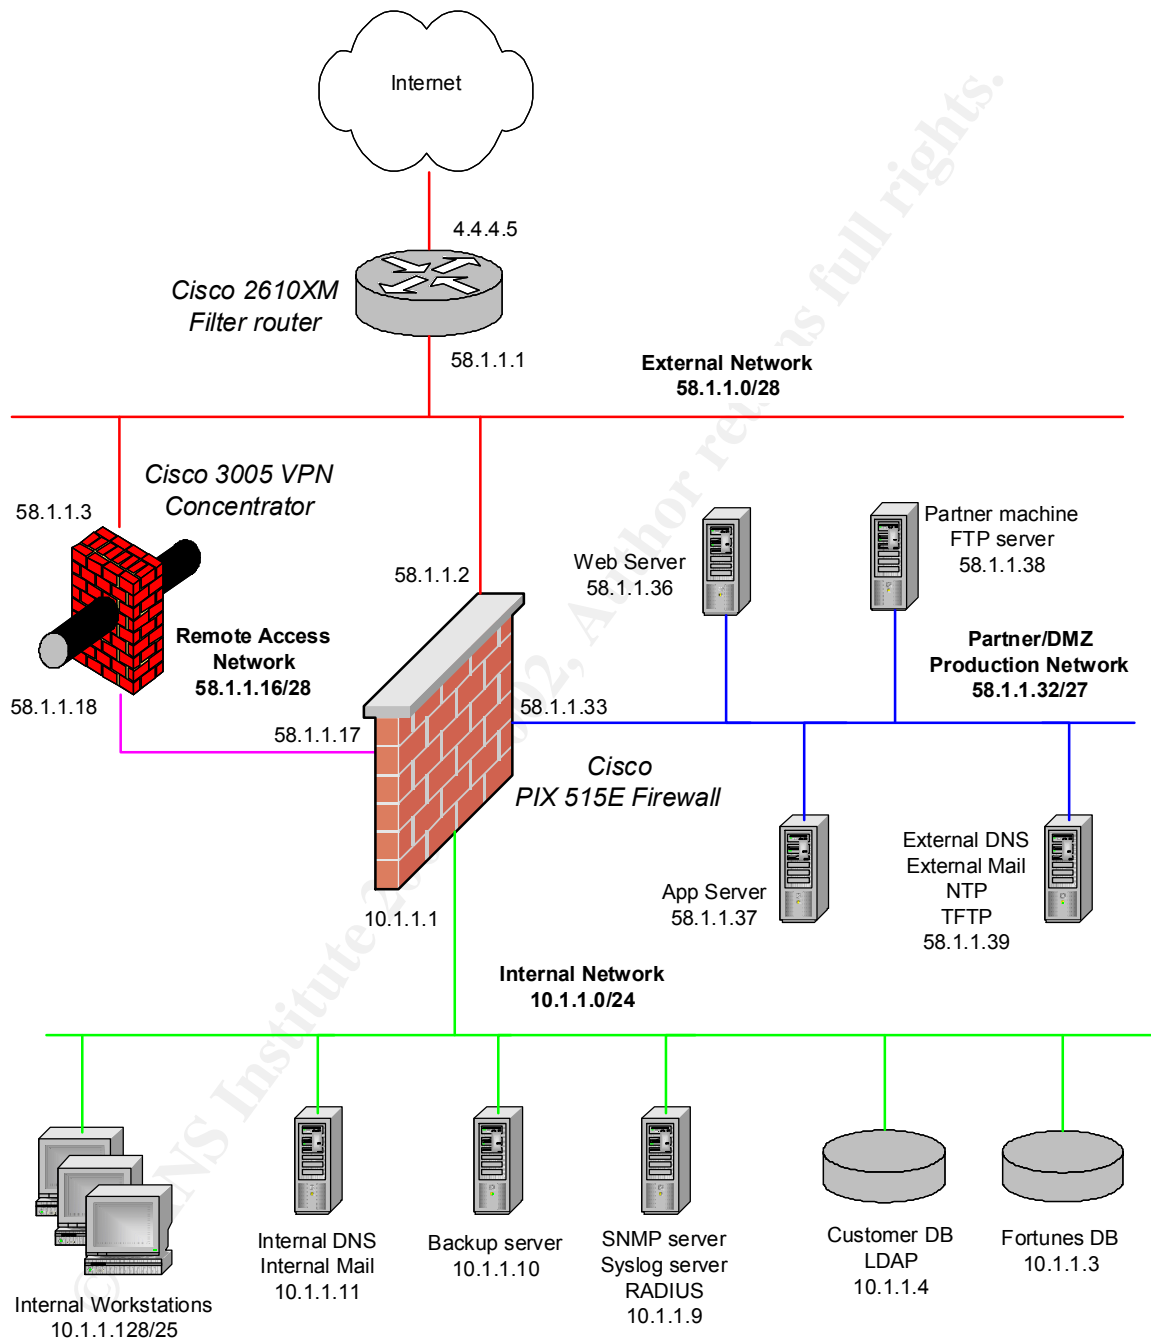 Internet
4.4.4.5
Cisco 2610XM
Filter router
58.1.1.1
External Network
58.1.1.0/28
Cisco 3005 VPN
Concentrator
58.1.1.3
58.1.1.2
Web Server
58.1.1.36
Partner machine
FTP server
58.1.1.38
Remote Access
Network
58.1.1.16/28
Partner/DMZ
Production Network
58.1.1.32/27
58.1.1.18
58.1.1.17
58.1.1.33
Cisco
PIX 515E Firewall
App Server
58.1.1.37
External DNS
External Mail
NTP
TFTP
58.1.1.39
10.1.1.1
Internal Network
10.1.1.0/24
Internal Workstations
10.1.1.128/25
Internal DNS
Internal Mail
10.1.1.11
Backup server
10.1.1.10
SNMP server
Syslog server
RADIUS
10.1.1.9
Customer DB
LDAP
10.1.1.4
Fortunes DB
10.1.1.3
© Institute 02, Author full rights.